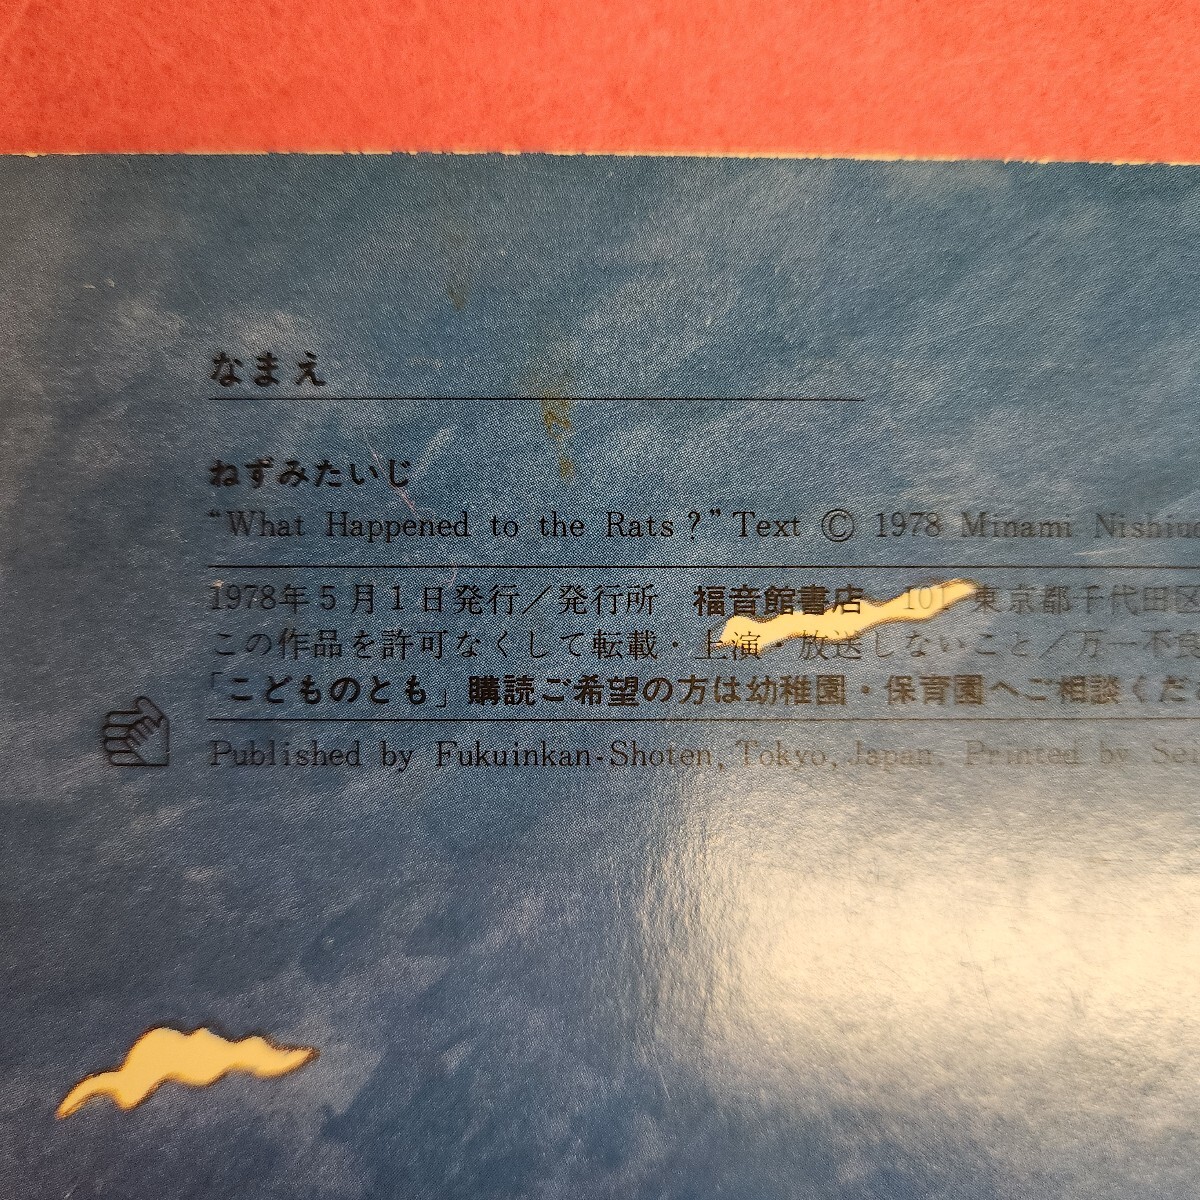 なまえ
ねずみたいじ
“What Happened to the Rats?” Text © 1978 Minami
1978年5月1日発行／発行所 福音館書店 101 東京都千代田区
この作品を許可なくして転載・上演・放送しないこと／万一不良
「こどものとも」購読ご希望の方は幼稚園・保育園へご相談くだ
Published by Fukuinkan-Shoten, Tokyo, Japan. Printed by